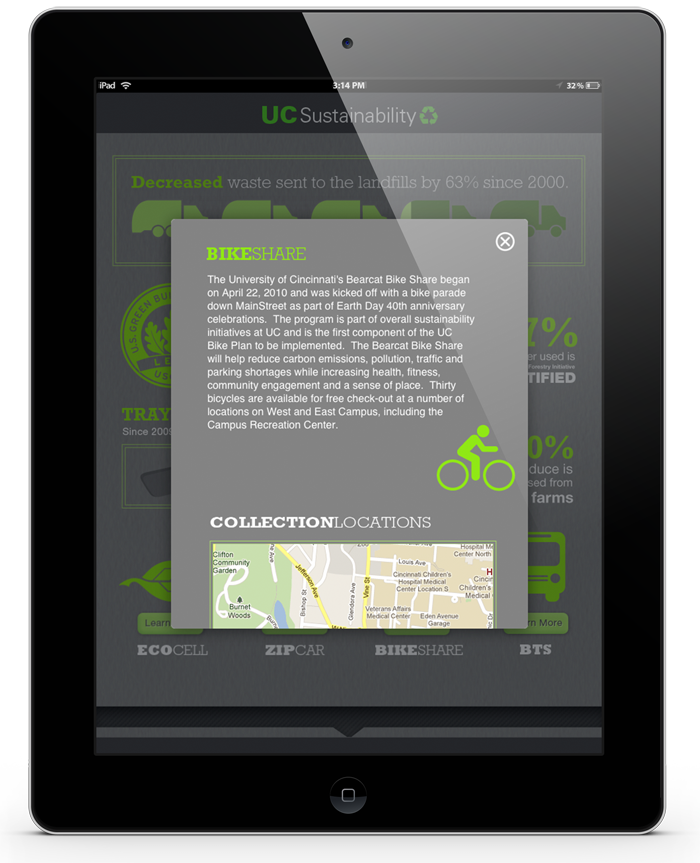 iPad 3:14 PM 32%
UC Sustainability
Decreased waste sent to the landfills by 63% since 2000.
BIKESHARE
The University of Cincinnati's Bearcat Bike Share began
on April 22, 2010 and was kicked off with a bike parade
down MainStreet as part of Earth Day 40th anniversary
celebrations. The program is part of overall sustainability
initiatives at UC and is the first component of the UC
Bike Plan to be implemented. The Bearcat Bike Share
will help reduce carbon emissions, pollution, traffic and
parking shortages while increasing health, fitness,
community engagement and a sense of place. Thirty
bicycles are available for free check-out at a number of
locations on West and East Campus, including the
Campus Recreation Center.
U.S. GREEN BU
7%
er used is
Forestry Initiative
TIFIED
TRAY
Since 200
0%
duce is
sed from
farms
COLLECTIONLOCATIONS
Clifton
Community
Garden
Burnet
Woods
Jefferson Ave
Bishop St
Glendora Ave
Vine St
Louis Ave
Hospital Me
Center North
Cincinnati Children's
Hospital Medical
Center Location S
H
Cincin
Children's
Hospital M
Veterans Affairs
Medical Center
Eden Avenue
Garage
Learn
rn More
ECOCELL
ZIPCAR
BIKESHARE
BTS